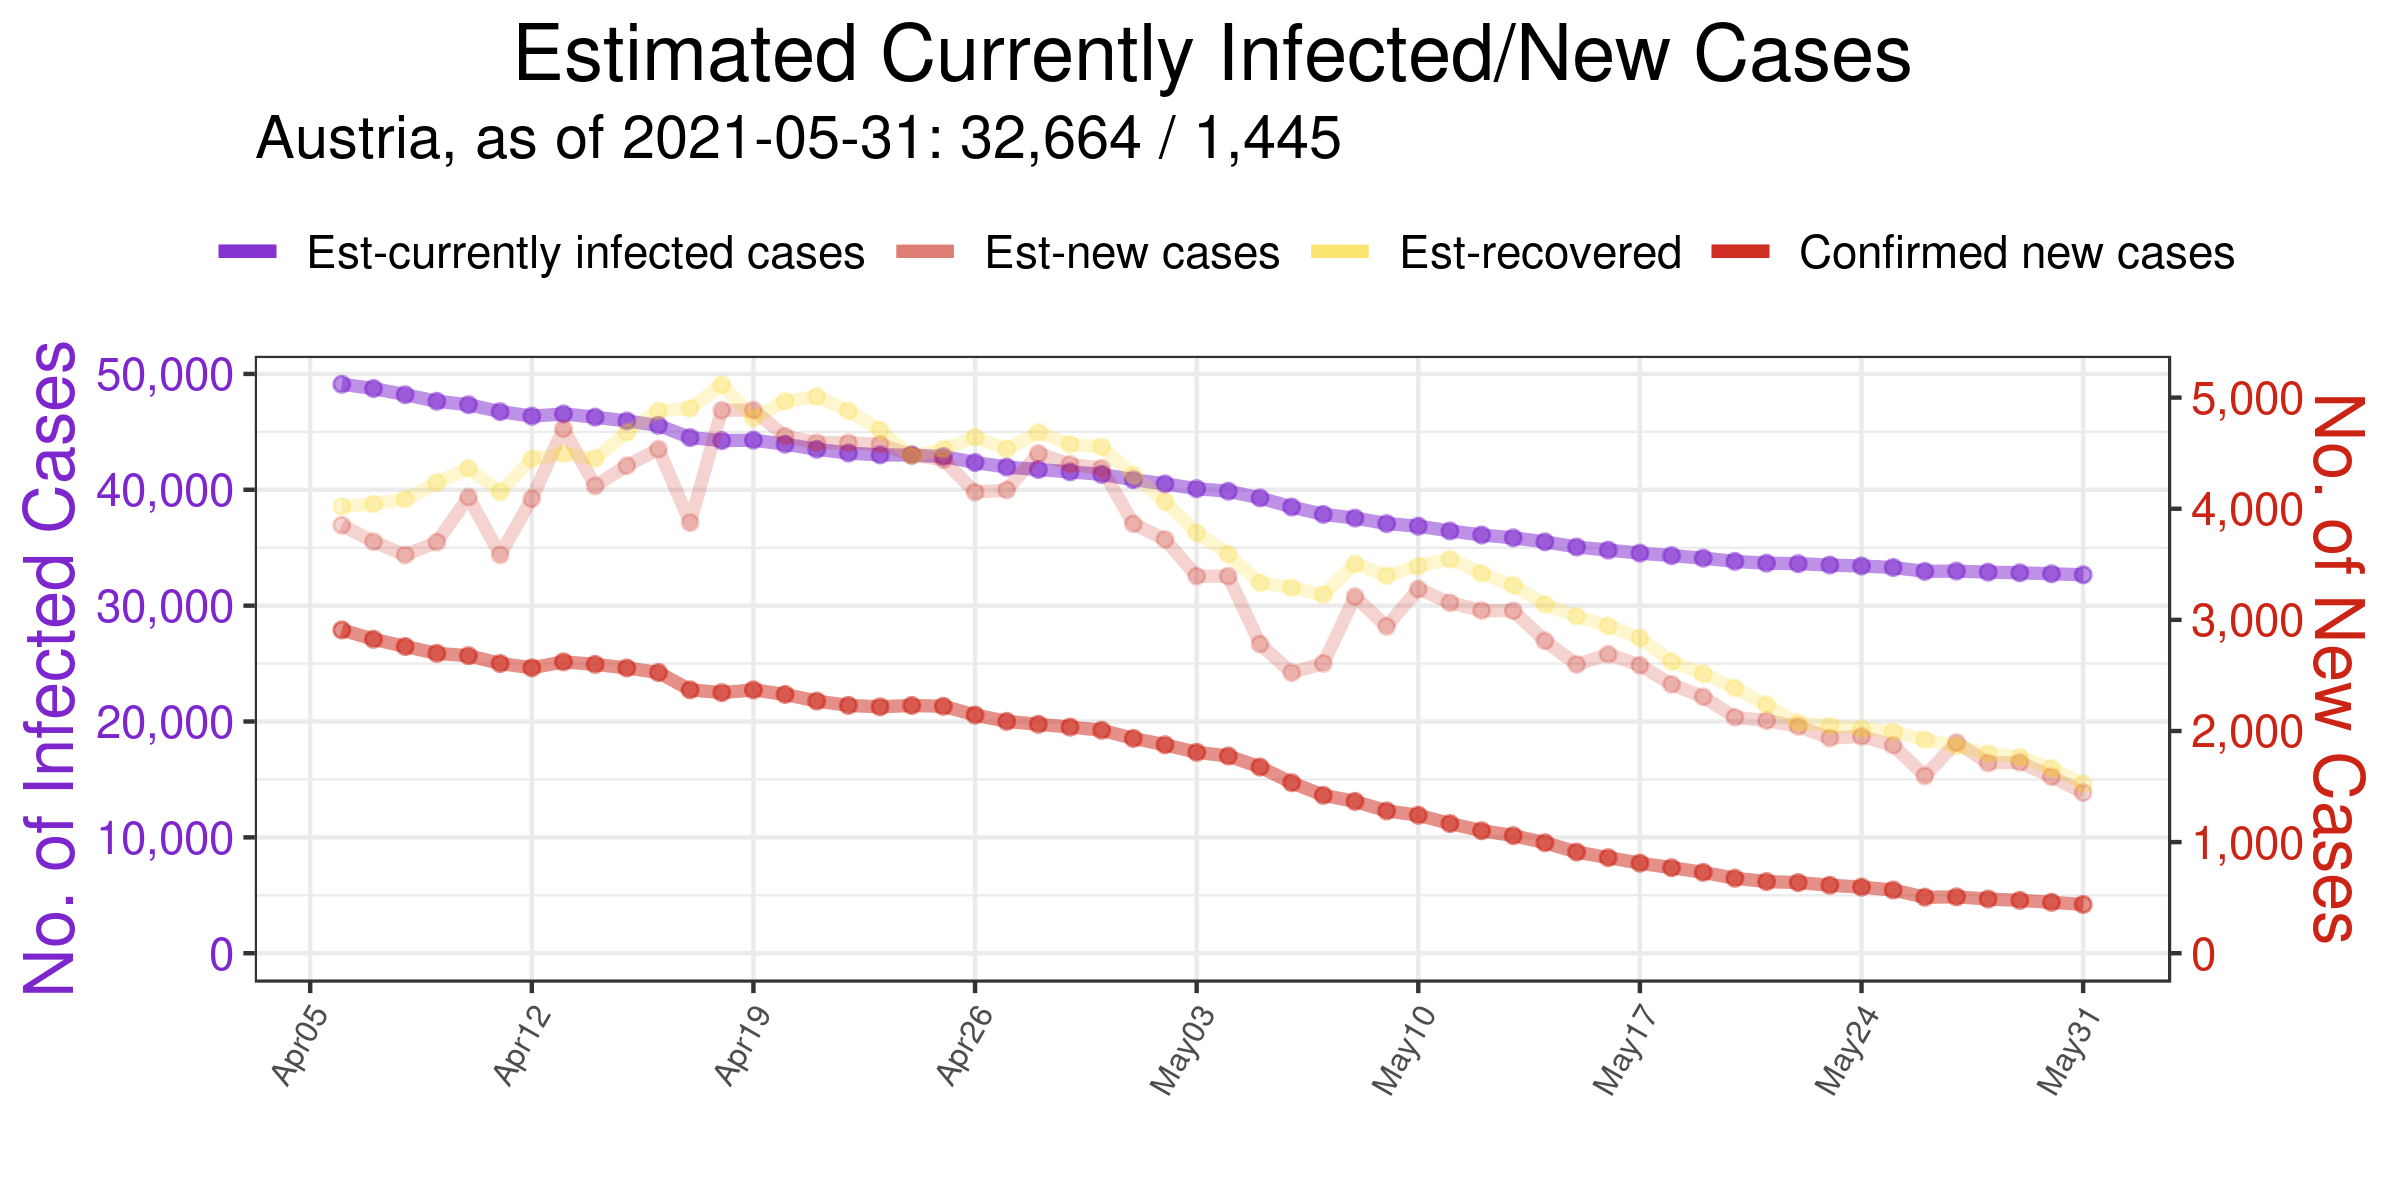 Estimated Currently Infected/New Cases
Austria, as of 2021-05-31: 32,664 / 1,445
Est-currently infected cases Est-new cases Est-recovered Confirmed new cases
No. of Infected Cases
50,000
40,000
30,000
20,000
10,000
0
5,000
4,000
3,000
2,000
1,000
0
No. of New Cases
Apr05 Apr12 Apr19 Apr26 May03 May10 May17 May24 May31